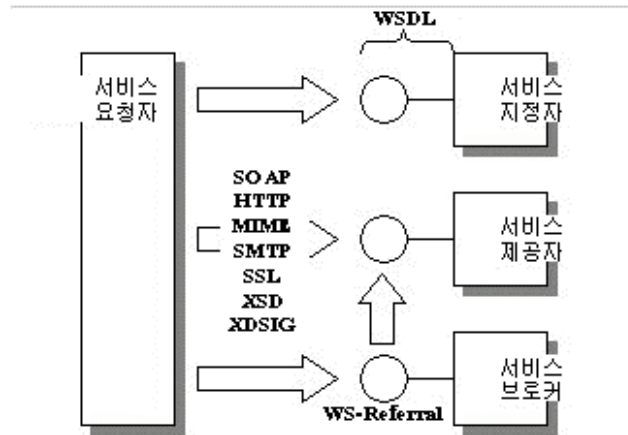 WSDL
서비스
요청자
서비스
지정자
SOAP
HTTP
MIME
SMTP
SSL
XSD
XDSIG
서비스
제공자
서비스
브로커
WS-Referral